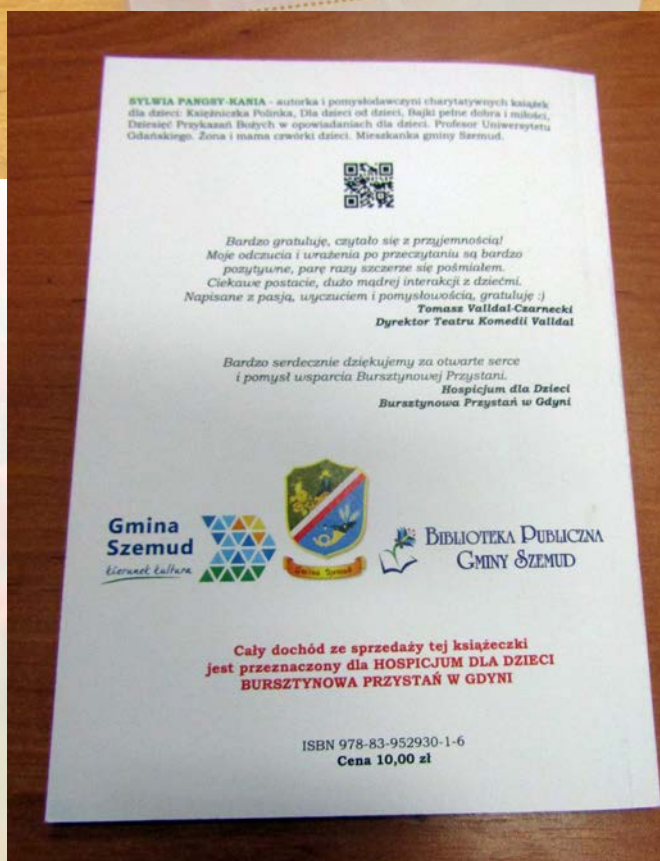 SYLWIA PANGSY-KANIA - autorka i pomysłodawczyni charytatywnych książek
dla dzieci: Księżniczka Polinka, Dla dzieci od dzieci, Bajki pełne dobra i miłości,
Dziesięć Przykazań Bożych w opowiadaniach dla dzieci. Profesor Uniwersytetu
Gdańskiego. Żona i mama czwórki dzieci. Mieszkanka gminy Szemud.
Bardzo gratuluję, czytało się z przyjemnością!
Moje odczucia i wrażenia po przeczytaniu są bardzo
pozytywne, parę razy szczerze się pośmiałem.
Ciekawe postacie, dużo mądrej interakcji z dziećmi.
Napisane z pasją, wyczuciem i pomysłowością, gratuluję :)
Tomasz Valldal-Czarnecki
Dyrektor Teatru Komedii Valldal
Bardzo serdecznie dziękujemy za otwarte serce
i pomysł wsparcia Bursztynowej Przystani.
Hospicjum dla Dzieci
Bursztynowa Przystań w Gdyni
Gmina
Szemud
kierunek kultura
Gmina Szemud
BIBLIOTEKA PUBLICZNA
GMINY SZEMUD
Cały dochód ze sprzedaży tej książeczki
jest przeznaczony dla HOSPICJUM DLA DZIECI
BURSZTYNOWA PRZYSTAŃ W GDYNI
ISBN 978-83-952930-1-6
Cena 10,00 zł